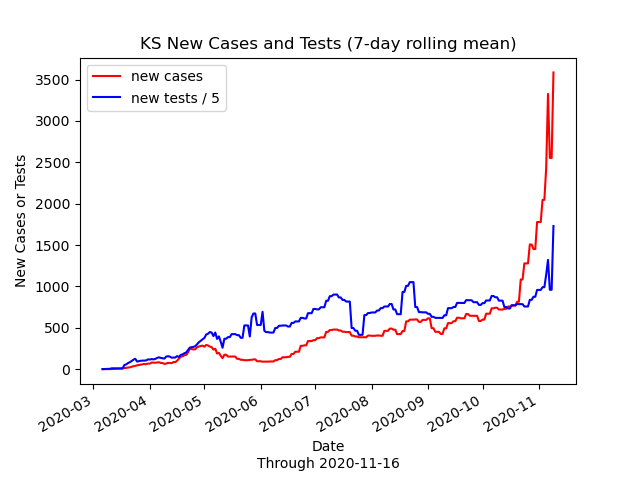 KS New Cases and Tests (7-day rolling mean)
new cases
new tests / 5
New Cases or Tests
3500
3000
2500
2000
1500
1000
500
0
2020-03
2020-04
2020-05
2020-06
2020-07
2020-08
2020-09
2020-10
2020-11
Date
Through 2020-11-16